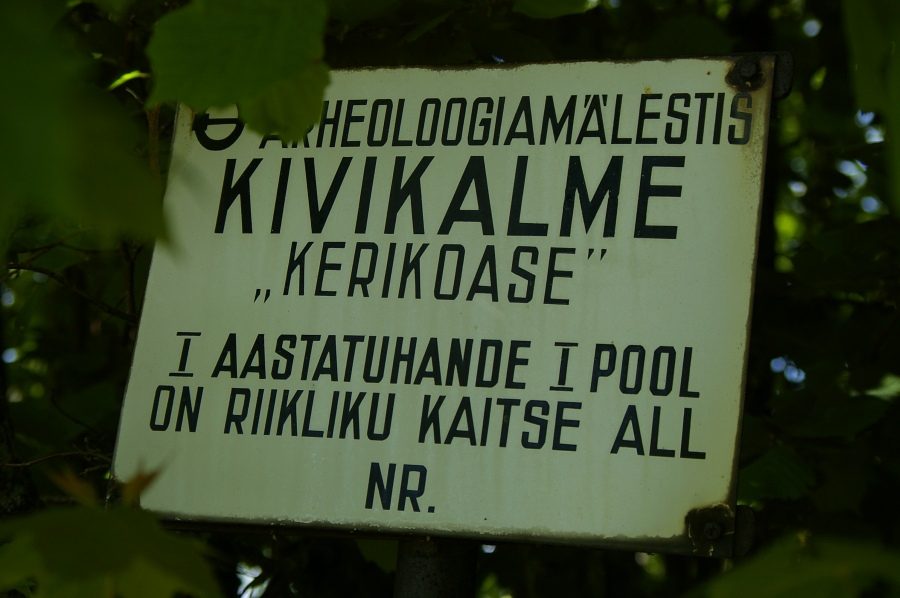 ARHEOLOOGIAMÄLESTIS
KIVIKALME
„KERIKOASE”
I AASTATUHANDE I POOL
ON RIIKLIKU KAITSE ALL
NR.